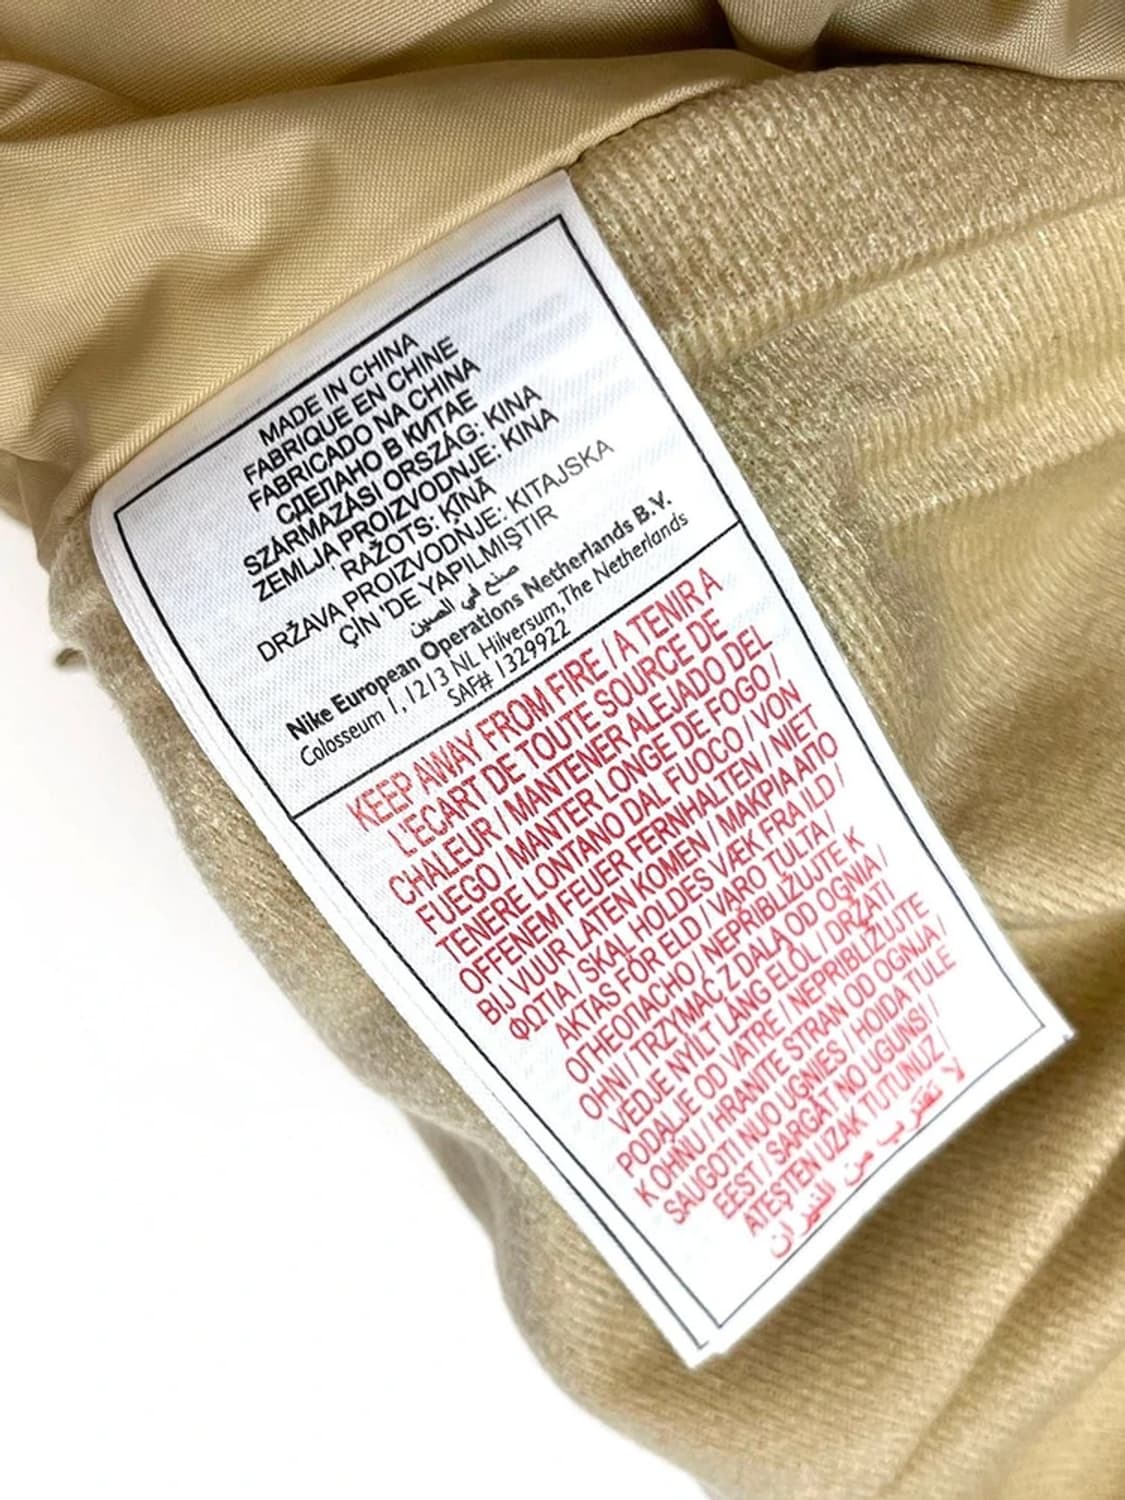 MADE IN CHINA
FABRIQUE EN CHINE
FABRICADO NA CHINA
СДЕЛАНО В КИТАЕ
SZÁRMAZÁSI ORSZÁG: KINA
ZEMLJA PROIZVODNJE: KINA
RAŽOTS: ĶĪNĀ
DRŽAVA PROIZVODNJE: KITAJSKA
ÇİN 'DE YAPILMIŞTIR
صنع في الصين
Nike European Operations Netherlands B.V.
Colosseum 1, 1213 NL Hilversum, The Netherlands
SAF# 1329922
KEEP AWAY FROM FIRE / A TENIR A
L'ECART DE TOUTE SOURCE DE
CHALEUR / MANTENER ALEJADO DEL
FUEGO / MANTER LONGE DE FOGO /
TENERE LONTANO DAL FUOCO / VON
OFFENEM FEUER FERNHALTEN / NIET
BIJ VUUR LATEN KOMEN / ΜΑΚΡΙΑ ΑΠΟ
ΦΩΤΙΑ / SKAL HOLDES VÆK FRA ILD /
AKTAS FÖR ELD / VARO TULTA /
ОГНЕОПАСНО / NEPŘIBLIŽUJTE K
OHNI / TRZYMAĆ Z DALA OD OGNIA /
VEDJE NYÍLT LÁNG ELŐL / DRŽATI
PODALJE OD VATRE / NEPRIBLIŽUJTE
K OHŇU / HRANITE STRAN OD OGNJA /
SAUGOTI NUO UGNIES / HOIDA TULE
EEST / SARGĀT NO UGUNS! /
ATEŞTEN UZAK TUTUNUZ /
لا تقترب من النيران